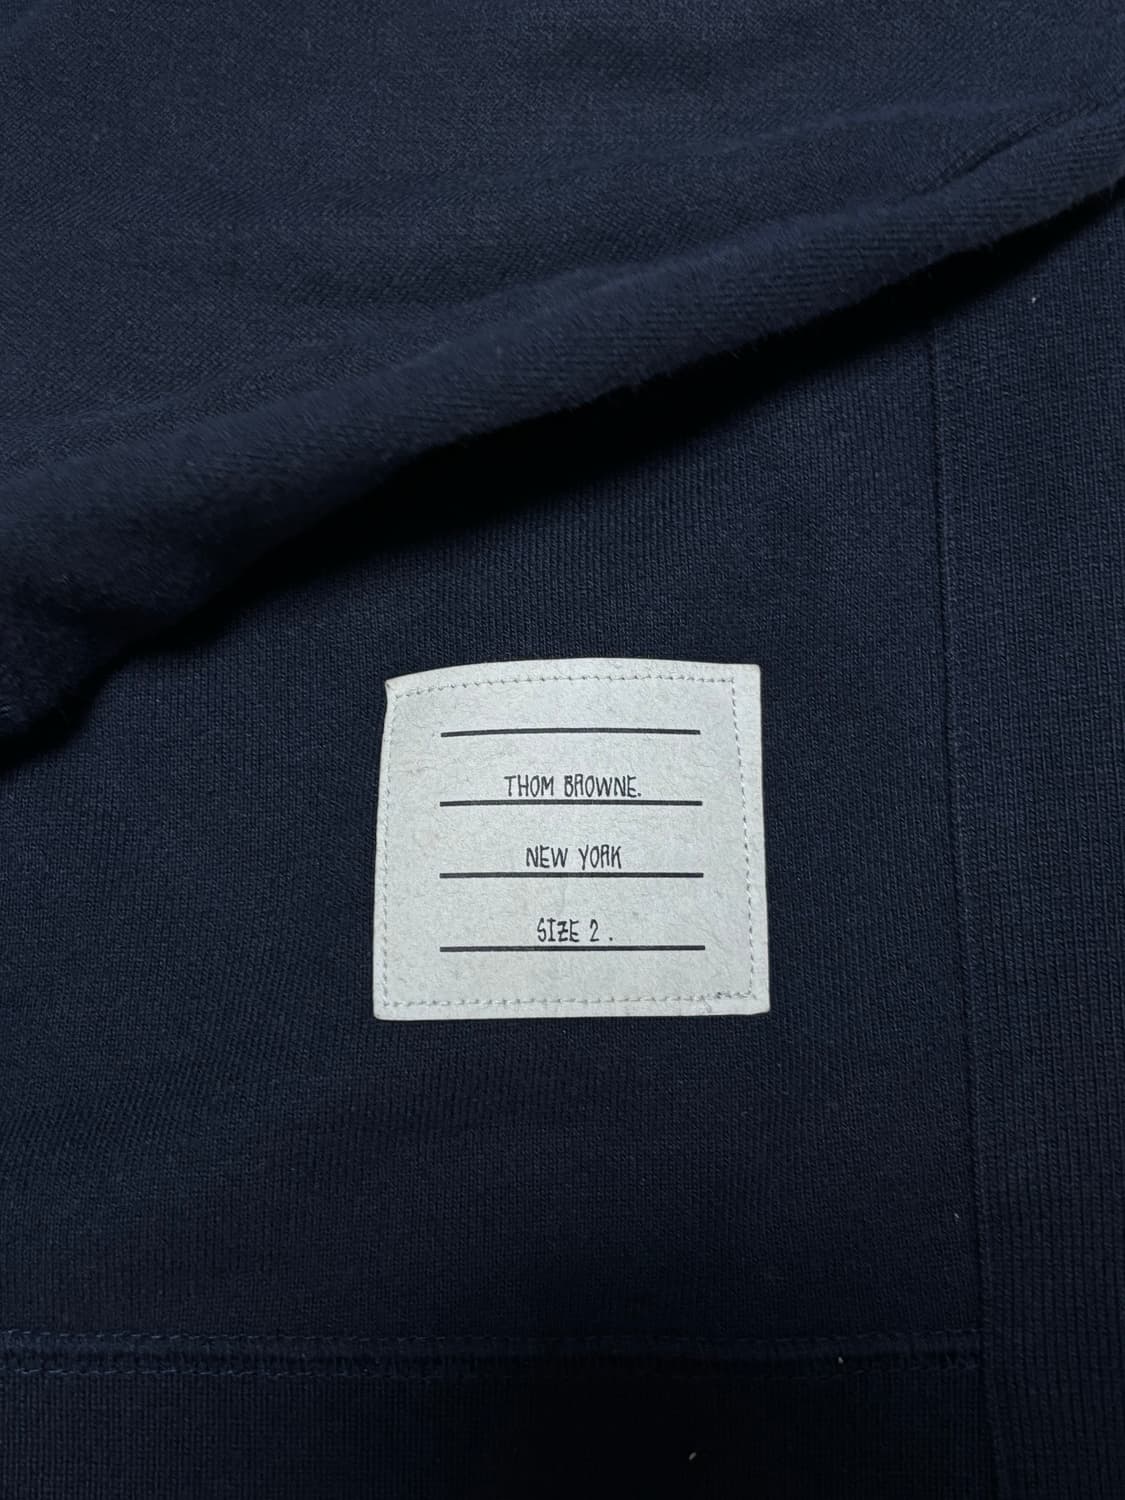 THOM BROWNE.
NEW YORK
SIZE 2 .